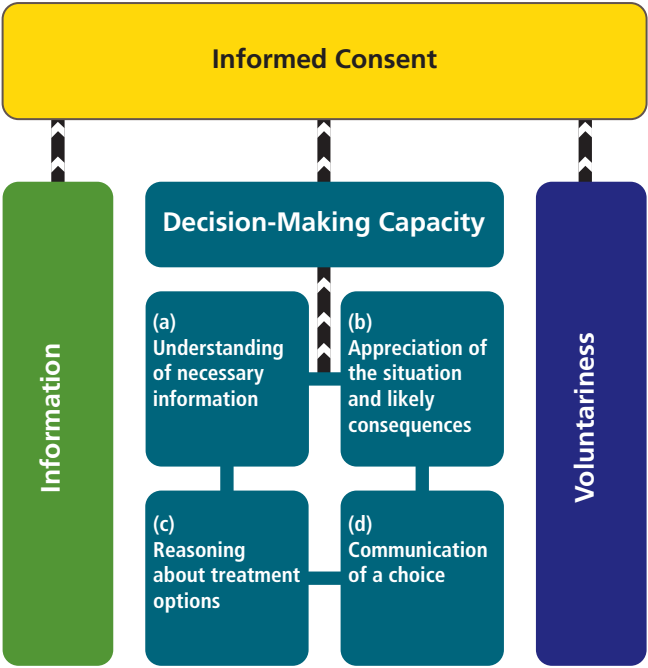 Informed Consent
Decision-Making Capacity
Information
(a)
Understanding
of necessary
information
(b)
Appreciation of
the situation
and likely
consequences
(c)
Reasoning
about treatment
options
(d)
Communication
of a choice
Voluntariness